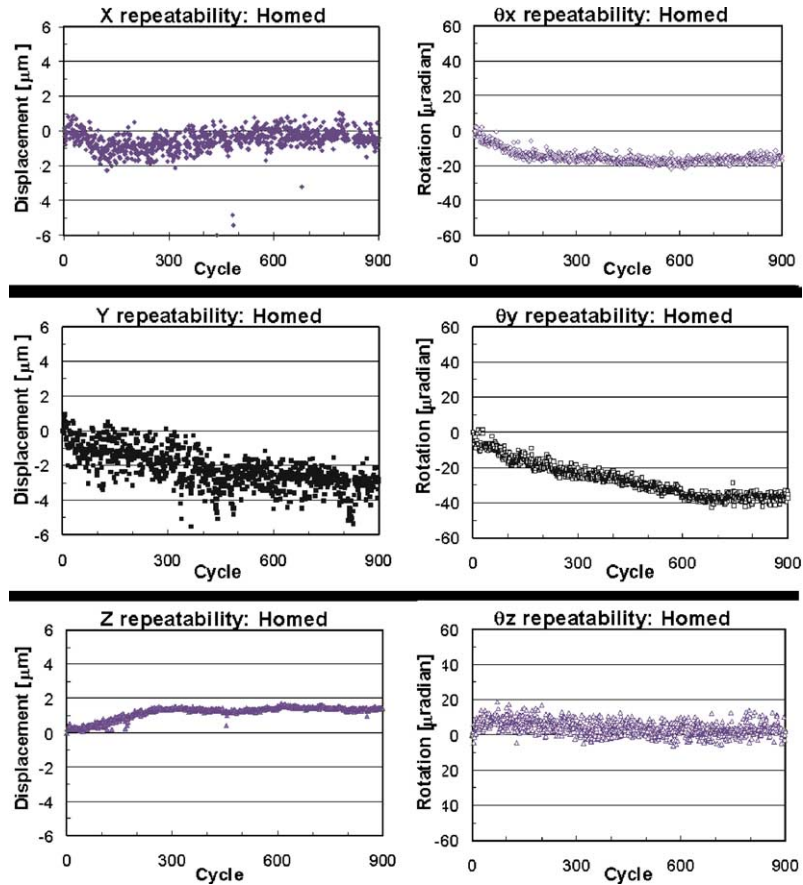 X repeatability: Homed
Displacement [μm]
6
4
2
0
-2
-4
-6
0 300 600 900
Cycle
θx repeatability: Homed
Rotation [μradian]
60
40
20
0
-20
-40
-60
0 300 600 900
Cycle
Y repeatability: Homed
Displacement [μm]
6
4
2
0
-2
-4
-6
0 300 600 900
Cycle
θy repeatability: Homed
Rotation [μradian]
60
40
20
0
-20
-40
-60
0 300 600 900
Cycle
Z repeatability: Homed
Displacement [μm]
6
4
2
0
-2
-4
-6
0 300 600 900
Cycle
θz repeatability: Homed
Rotation [μradian]
60
40
20
0
-20
-40
-60
0 300 600 900
Cycle